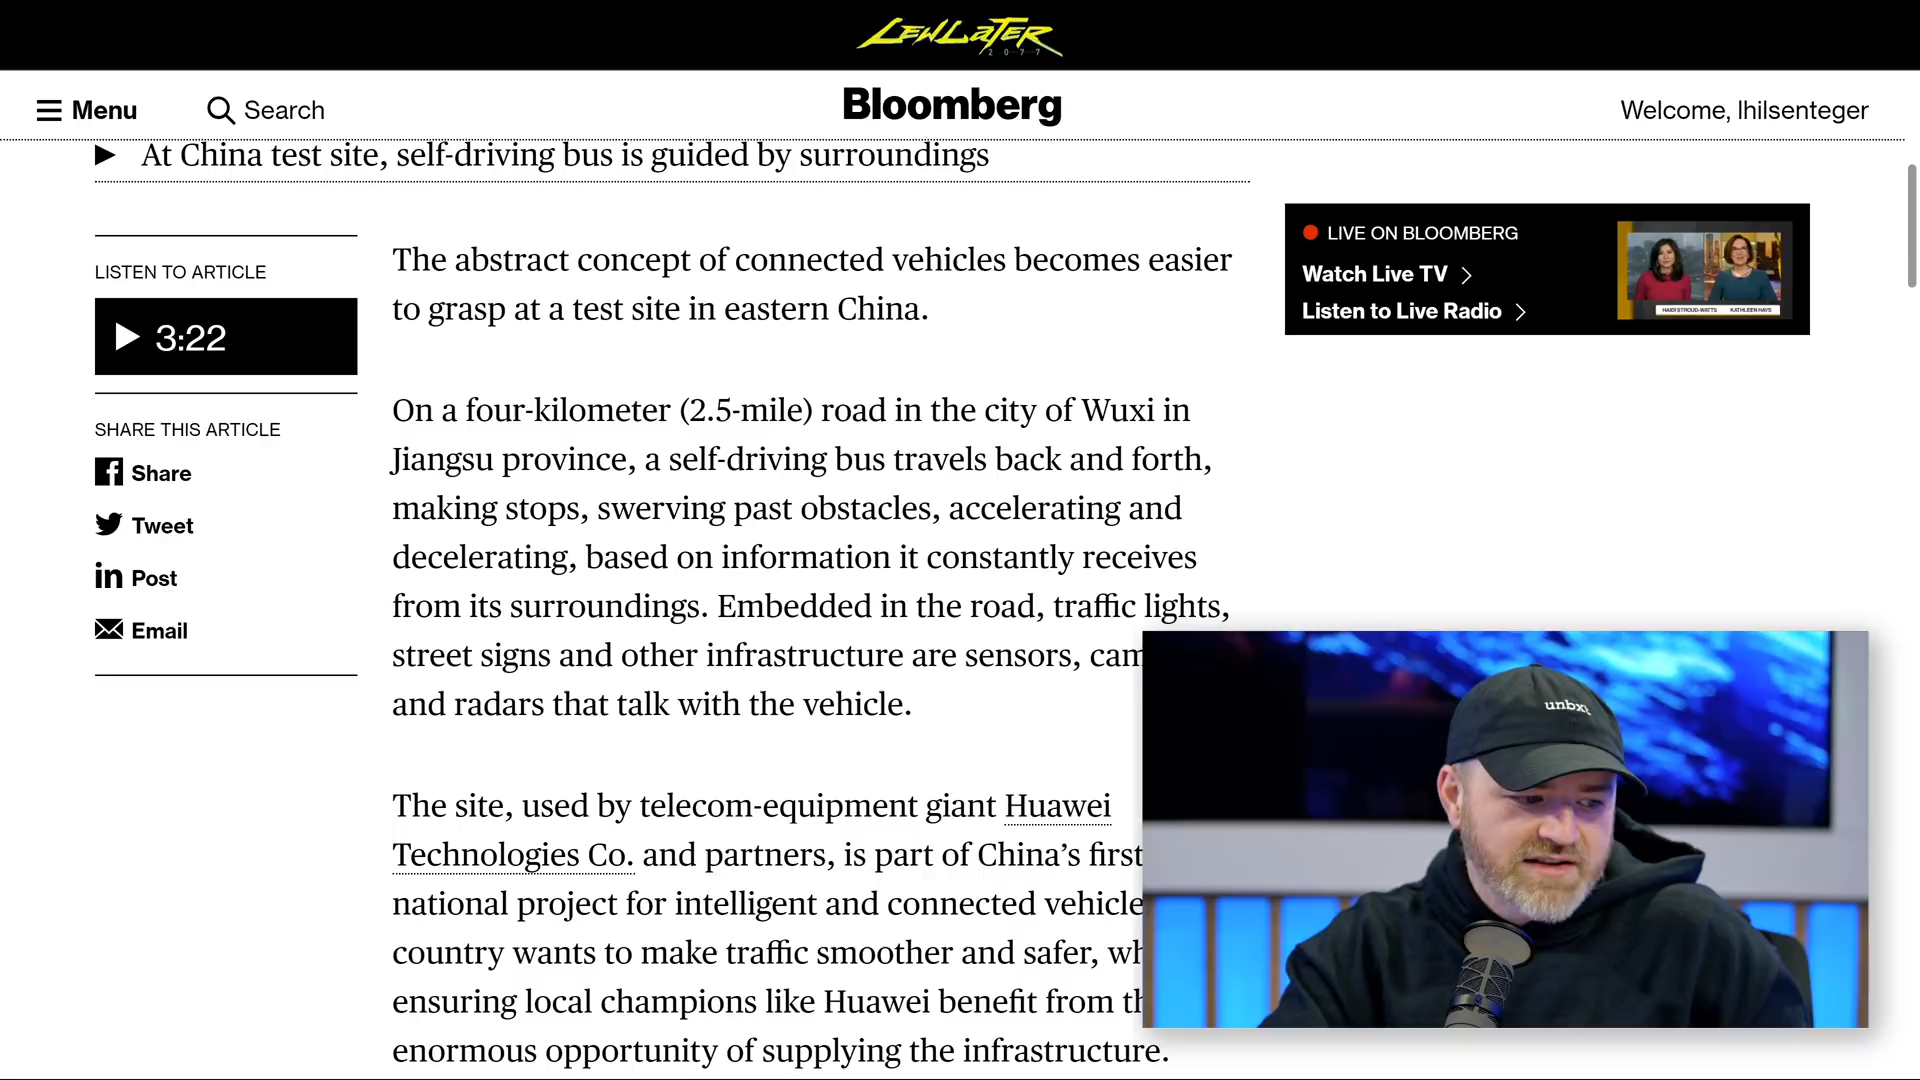 LEWLATER
2077
Menu
Search
Bloomberg
Welcome, lhilsenteger
At China test site, self-driving bus is guided by surroundings
LISTEN TO ARTICLE
3:22
SHARE THIS ARTICLE
Share
Tweet
in Post
Email
The abstract concept of connected vehicles becomes easier
to grasp at a test site in eastern China.
On a four-kilometer (2.5-mile) road in the city of Wuxi in
Jiangsu province, a self-driving bus travels back and forth,
making stops, swerving past obstacles, accelerating and
decelerating, based on information it constantly receives
from its surroundings. Embedded in the road, traffic lights,
street signs and other infrastructure are sensors, cam
and radars that talk with the vehicle.
The site, used by telecom-equipment giant Huawei
Technologies Co. and partners, is part of China’s first
national project for intelligent and connected vehicle
country wants to make traffic smoother and safer, wh
ensuring local champions like Huawei benefit from th
enormous opportunity of supplying the infrastructure.
LIVE ON BLOOMBERG
Watch Live TV
Listen to Live Radio
HAIDI STROUD-WATTS KATHLEEN HAYS
unbx